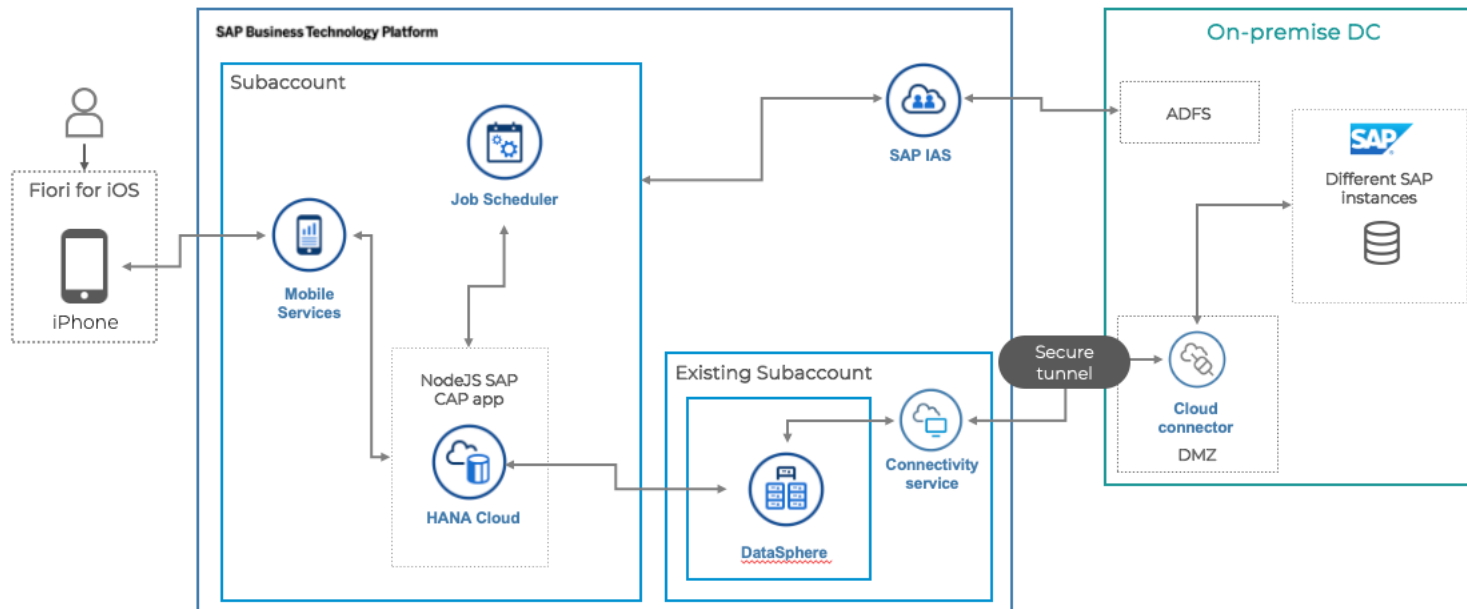 SAP Business Technology Platform
On-premise DC
Subaccount
SAP IAS
ADFS
SAP
Different SAP
instances
Job Scheduler
Fiori for iOS
iPhone
Mobile
Services
NodeJS SAP
CAP app
HANA Cloud
Existing Subaccount
DataSphere
Connectivity
service
Secure
tunnel
Cloud
connector
DMZ